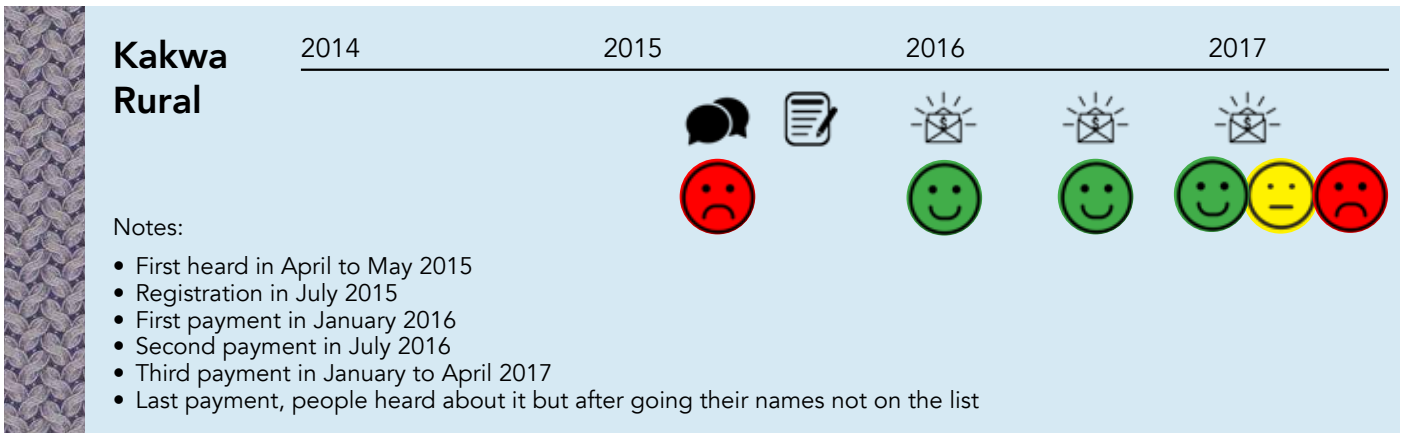 Kakwa
Rural
2014 2015 2016 2017
Notes:
• First heard in April to May 2015
• Registration in July 2015
• First payment in January 2016
• Second payment in July 2016
• Third payment in January to April 2017
• Last payment, people heard about it but after going their names not on the list